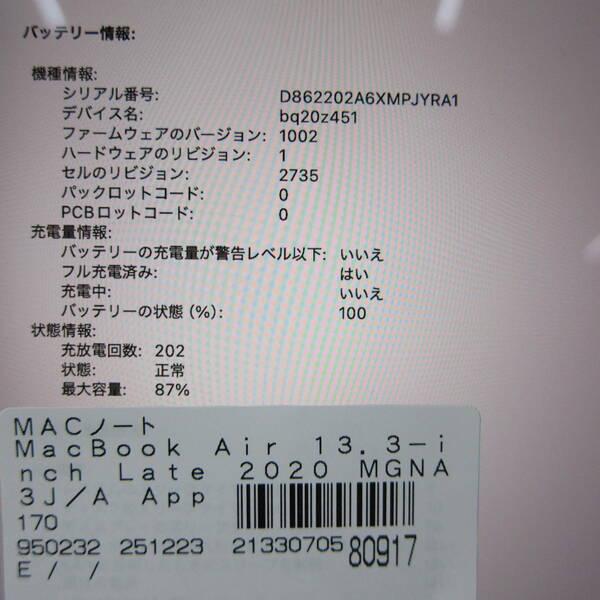 バッテリー情報:
機種情報:
シリアル番号: D862202A6XMPJYRA1
デバイス名: bq20z451
ファームウェアのバージョン: 1002
ハードウェアのリビジョン: 1
セルのリビジョン: 2735
パックロットコード: 0
PCBロットコード: 0
充電量情報:
バッテリーの充電量が警告レベル以下: いいえ
フル充電済み: はい
充電中: いいえ
バッテリーの状態 (%): 100
状態情報:
充放電回数: 202
状態: 正常
最大容量: 87%
MACノート
MacBook Air 13.3-i
nch Late 2020 MGNA
3J/A App
170
950232 251223 21330705 80917
E / /